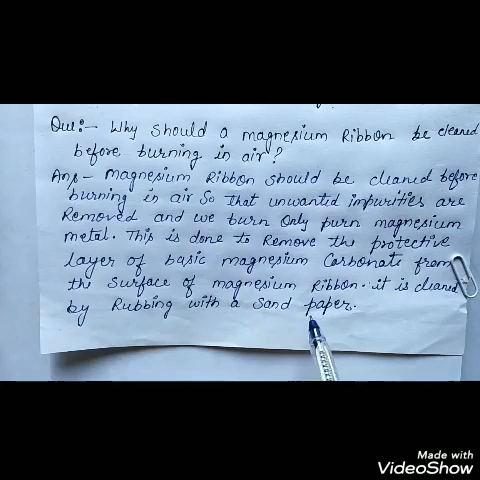 Que:- Why should a magnesium Ribbon be cleaned
before burning in air?
Ans- Magnesium Ribbon should be cleaned before
burning in air So that unwanted impurities are
Removed and we burn Only purn magnesium
metal. This is done to Remove the protective
layer of basic magnesium Carbonate from
the surface of magnesium Ribbon. it is cleaned
by Rubbing with a Sand paper.
Made with
VideoShow